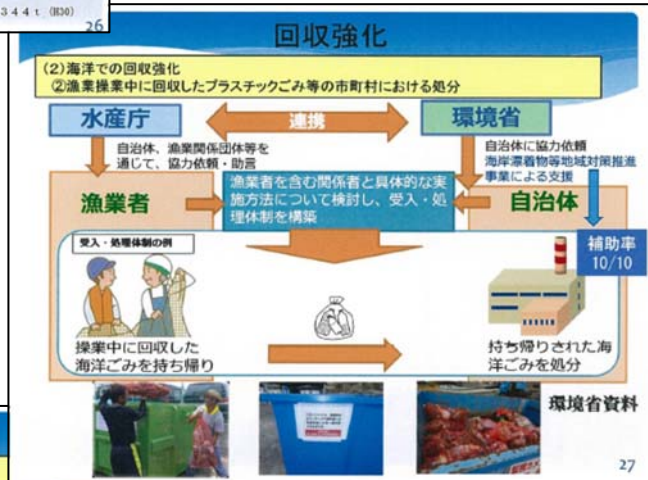 344t (H30)
26
回収強化
(2)海洋での回収強化
②漁業操業中に回収したプラスチックごみ等の市町村における処分
水産庁
連携
環境省
自治体、漁業関係団体等を
通じて、協力依頼・助言
自治体に協力依頼
海岸漂着物等地域対策推進
事業による支援
漁業者
漁業者を含む関係者と具体的な実
施方法について検討し、受入・処
理体制を構築
自治体
補助率
10/10
受入・処理体制の例
操業中に回収した
海洋ごみを持ち帰り
持ち帰りされた海
洋ごみを処分
環境省資料
27